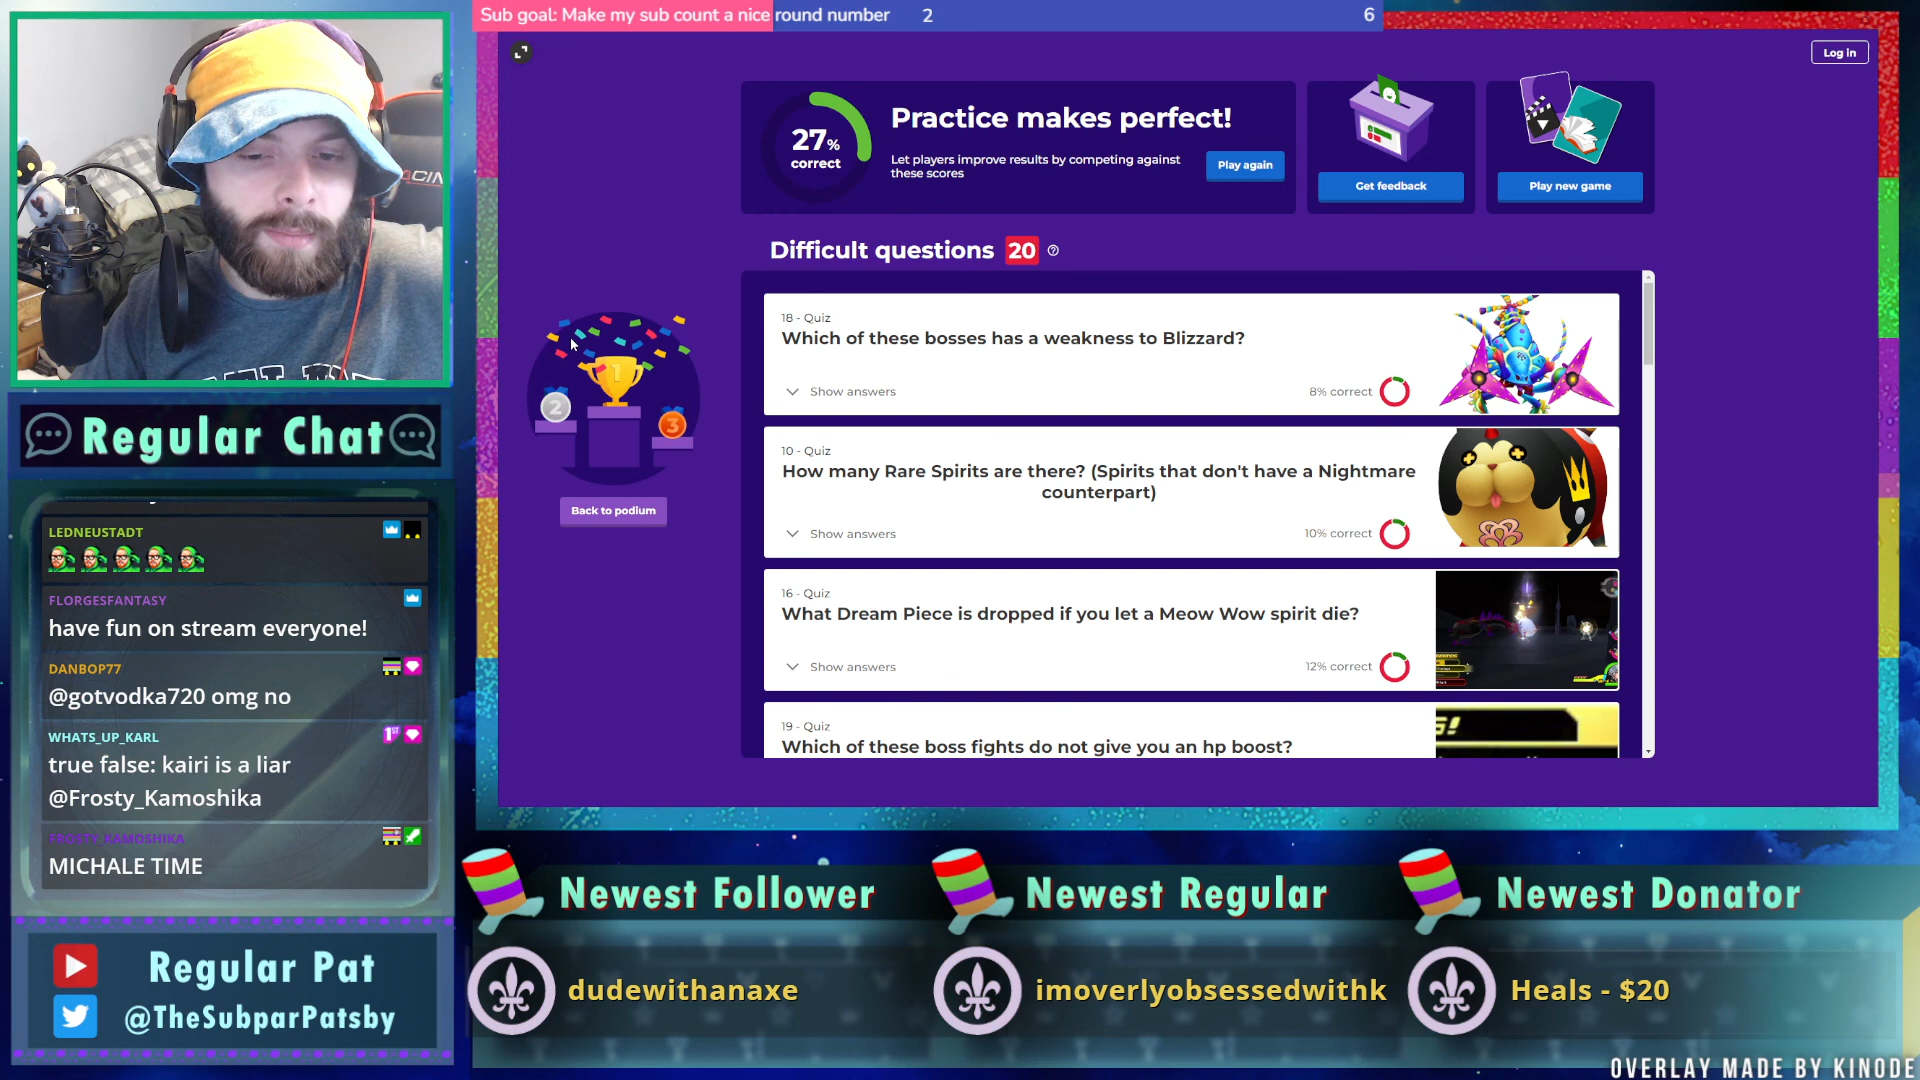 Sub goal: Make my sub count a nice round number 2 6
Log in
27%
correct
Practice makes perfect!
Let players improve results by competing against
these scores
Play again
Get feedback
Play new game
Difficult questions 20
18 - Quiz
Which of these bosses has a weakness to Blizzard?
Show answers
8% correct
10 - Quiz
How many Rare Spirits are there? (Spirits that don't have a Nightmare
counterpart)
Show answers
10% correct
16 - Quiz
What Dream Piece is dropped if you let a Meow Wow spirit die?
Show answers
12% correct
19 - Quiz
Which of these boss fights do not give you an hp boost?
1
2
3
Back to podium
Regular Chat
LEDNEUSTADT
FLORGESFANTASY
have fun on stream everyone!
DANBOP77
@gotvodka720 omg no
WHATS_UP_KARL
1ST
true false: kairi is a liar
@Frosty_Kamoshika
FROSTY_KAMOSHIKA
MICHALE TIME
Regular Pat
@TheSubparPatsby
Newest Follower
dudewithanaxe
Newest Regular
imoverlyobsessedwithk
Newest Donator
Heals - $20
OVERLAY MADE BY KINODE